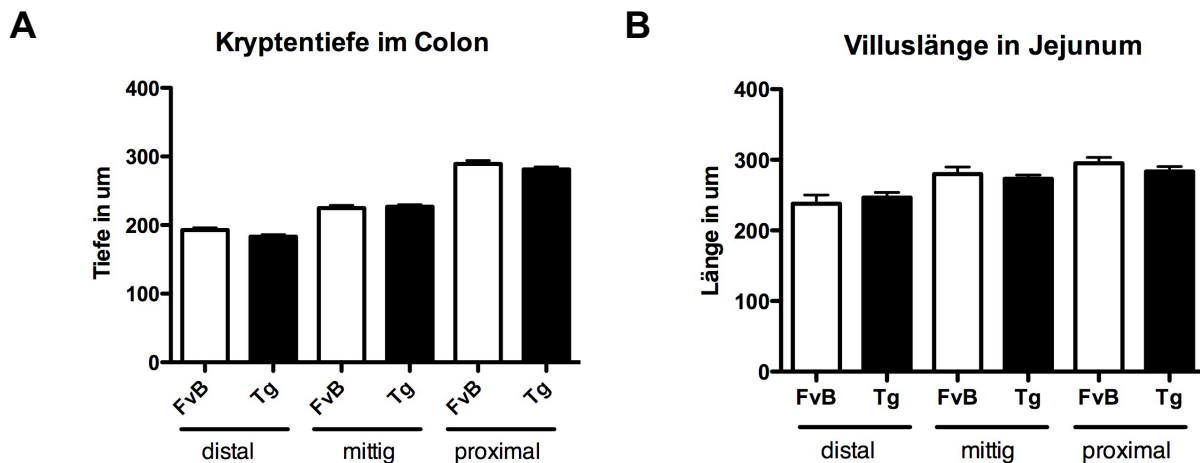 A
Kryptentiefe im Colon
Tiefe in um
400
300
200
100
0
FvB
Tg
FvB
Tg
FvB
Tg
distal
mittig
proximal
B
Villuslänge in Jejunum
Länge in um
400
300
200
100
0
FvB
Tg
FvB
Tg
FvB
Tg
distal
mittig
proximal